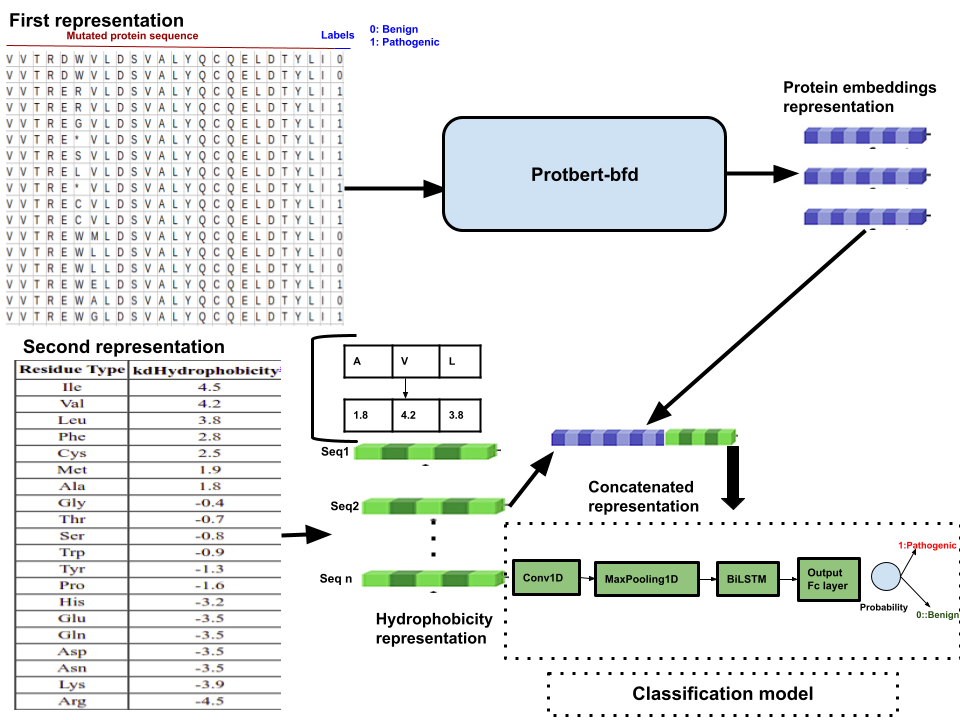 First representation
Mutated protein sequence
Labels
0: Benign
1: Pathogenic
V V T R D W V L D S V A L Y Q C Q E L D T Y L I 0
V V T R D W V L D S V A L Y Q C Q E L D T Y L I 0
V V T R E R V L D S V A L Y Q C Q E L D T Y L I 1
V V T R E R V L D S V A L Y Q C Q E L D T Y L I 1
V V T R E G V L D S V A L Y Q C Q E L D T Y L I 1
V V T R E * V L D S V A L Y Q C Q E L D T Y L I 1
V V T R E S V L D S V A L Y Q C Q E L D T Y L I 1
V V T R E L V L D S V A L Y Q C Q E L D T Y L I 1
V V T R E * V L D S V A L Y Q C Q E L D T Y L I 1
V V T R E C V L D S V A L Y Q C Q E L D T Y L I 1
V V T R E C V L D S V A L Y Q C Q E L D T Y L I 1
V V T R E W M L D S V A L Y Q C Q E L D T Y L I 0
V V T R E W L L D S V A L Y Q C Q E L D T Y L I 0
V V T R E W L L D S V A L Y Q C Q E L D T Y L I 0
V V T R E W E L D S V A L Y Q C Q E L D T Y L I 1
V V T R E W A L D S V A L Y Q C Q E L D T Y L I 0
V V T R E W G L D S V A L Y Q C Q E L D T Y L I 1
Protbert-bfd
Protein embeddings
representation
Second representation
Residue Type kdHydrophobicity
Ile 4.5
Val 4.2
Leu 3.8
Phe 2.8
Cys 2.5
Met 1.9
Ala 1.8
Gly -0.4
Thr -0.7
Ser -0.8
Trp -0.9
Tyr -1.3
Pro -1.6
His -3.2
Glu -3.5
Gln -3.5
Asp -3.5
Asn -3.5
Lys -3.9
Arg -4.5
A V L
1.8 4.2 3.8
Seq1
Seq2
Seq n
Hydrophobicity
representation
Concatenated
representation
Conv1D
MaxPooling1D
BiLSTM
Output
Fc layer
Probability
1:Pathogenic
0::Benign
Classification model